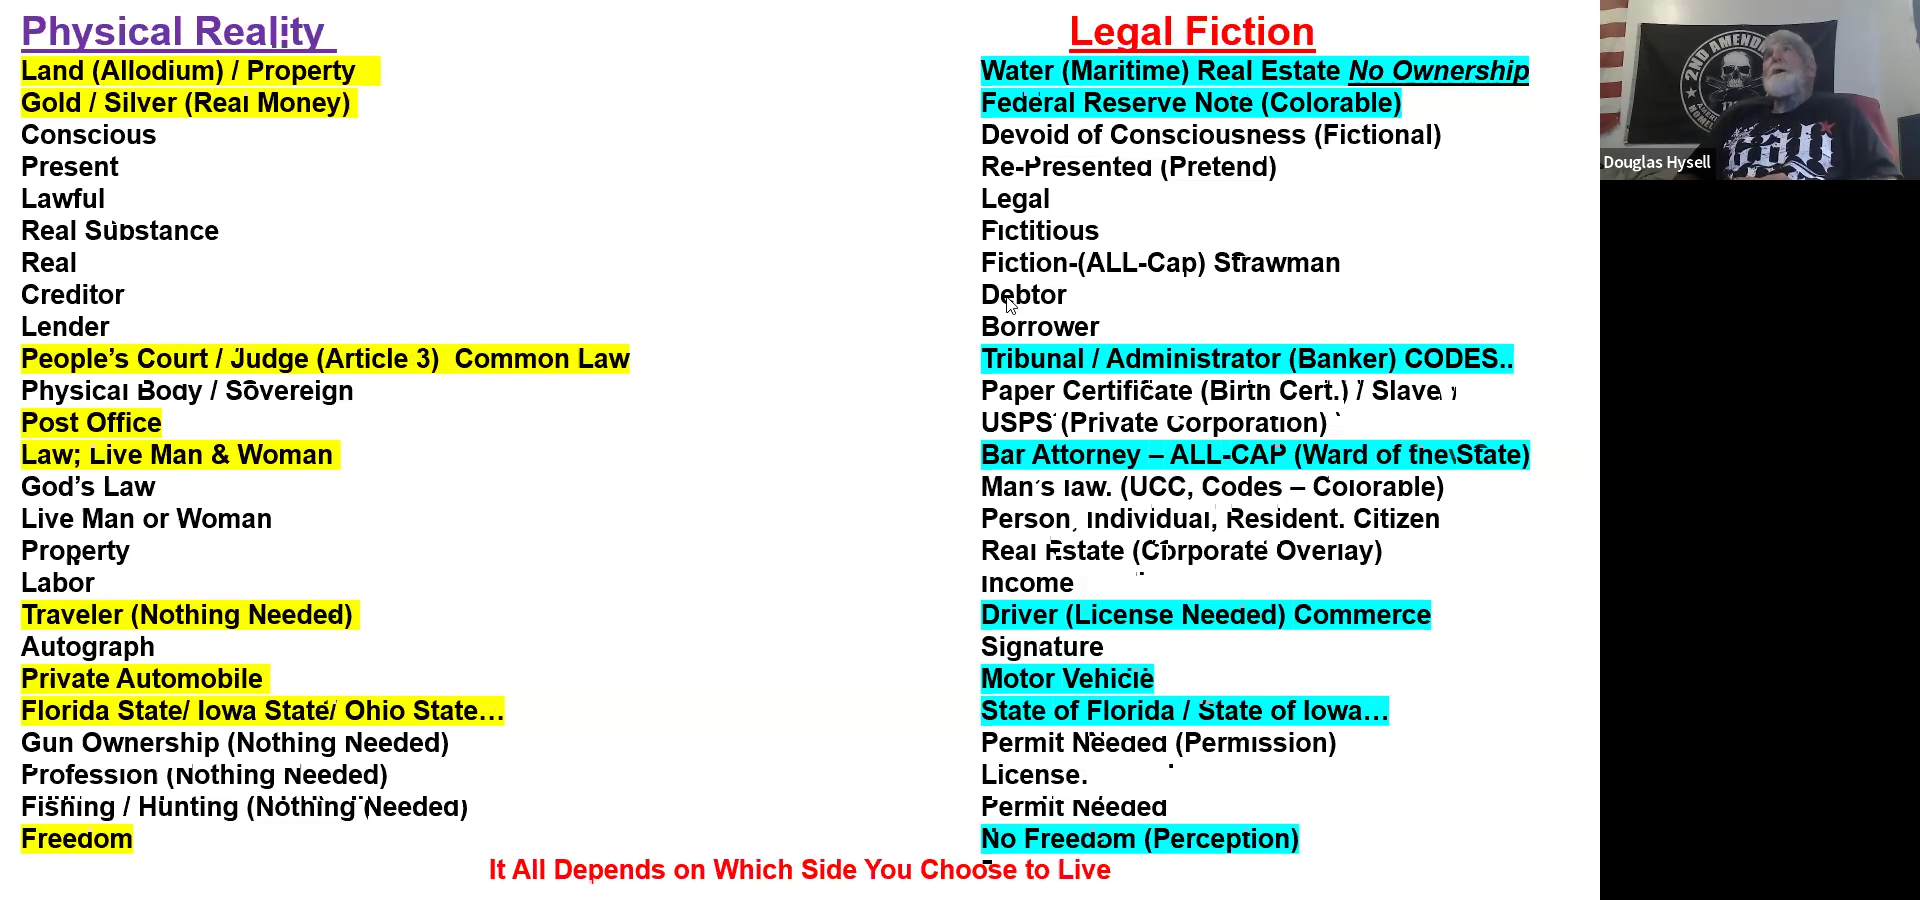 Physical Reality
Land (Allodium) / Property
Gold / Silver (Real Money)
Conscious
Present
Lawful
Real Substance
Real
Creditor
Lender
People’s Court / Judge (Article 3)  Common Law
Physical Body / Sovereign
Post Office
Law; Live Man & Woman
God’s Law
Live Man or Woman
Property
Labor
Traveler (Nothing Needed)
Autograph
Private Automobile
Florida State/ Iowa State/ Ohio State…
Gun Ownership (Nothing Needed)
Profession (Nothing Needed)
Fishing / Hunting (Nothing Needed)
Freedom
Legal Fiction
Water (Maritime) Real Estate No Ownership
Federal Reserve Note (Colorable)
Devoid of Consciousness (Fictional)
Re-Presented (Pretend)
Legal
Fictitious
Fiction-(ALL-Cap) Strawman
Debtor
Borrower
Tribunal / Administrator (Banker) CODES..
Paper Certificate (Birth Cert.) / Slave
USPS (Private Corporation)
Bar Attorney – ALL-CAP (Ward of the State)
Man’s law. (UCC, Codes – Colorable)
Person, Individual, Resident. Citizen
Real Estate (Corporate Overlay)
Income
Driver (License Needed) Commerce
Signature
Motor Vehicle
State of Florida / State of Iowa…
Permit Needed (Permission)
License.
Permit Needed
No Freedom (Perception)
It All Depends on Which Side You Choose to Live
2ND AMEND
Cali
Douglas Hysell